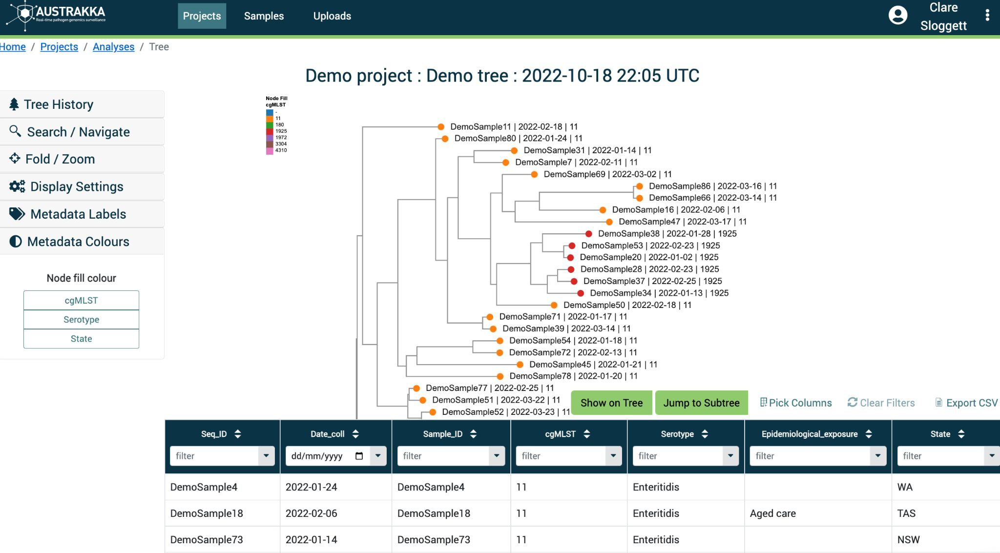 AUSTRAKKA
Real-time pathogen genomics surveillance
Projects
Samples
Uploads
Clare
Sloggett
Home / Projects / Analyses / Tree
Demo project : Demo tree : 2022-10-18 22:05 UTC
Tree History
Search / Navigate
Fold / Zoom
Display Settings
Metadata Labels
Metadata Colours
Node fill colour
cgMLST
Serotype
State
Node Fill
cgMLST
-
11
180
1925
1972
3304
4310
DemoSample11 | 2022-02-18 | 11
DemoSample80 | 2022-01-24 | 11
DemoSample31 | 2022-01-14 | 11
DemoSample7 | 2022-02-11 | 11
DemoSample69 | 2022-03-02 | 11
DemoSample86 | 2022-03-16 | 11
DemoSample66 | 2022-03-14 | 11
DemoSample16 | 2022-02-06 | 11
DemoSample47 | 2022-03-17 | 11
DemoSample38 | 2022-01-28 | 1925
DemoSample53 | 2022-02-23 | 1925
DemoSample20 | 2022-01-02 | 1925
DemoSample28 | 2022-02-23 | 1925
DemoSample37 | 2022-02-25 | 1925
DemoSample34 | 2022-01-13 | 1925
DemoSample50 | 2022-02-18 | 11
DemoSample71 | 2022-01-17 | 11
DemoSample39 | 2022-03-14 | 11
DemoSample54 | 2022-01-18 | 11
DemoSample72 | 2022-02-13 | 11
DemoSample45 | 2022-01-21 | 11
DemoSample78 | 2022-01-20 | 11
DemoSample77 | 2022-02-25 | 11
DemoSample51 | 2022-03-22 | 11
DemoSample52 | 2022-03-23 | 11
Show on Tree
Jump to Subtree
Pick Columns
Clear Filters
Export CSV
Seq_ID Date_coll Sample_ID cgMLST Serotype Epidemiological_exposure State
filter dd/mm/yyyy filter filter filter filter filter
DemoSample4 2022-01-24 DemoSample4 11 Enteritidis WA
DemoSample18 2022-02-06 DemoSample18 11 Enteritidis Aged care TAS
DemoSample73 2022-01-14 DemoSample73 11 Enteritidis NSW